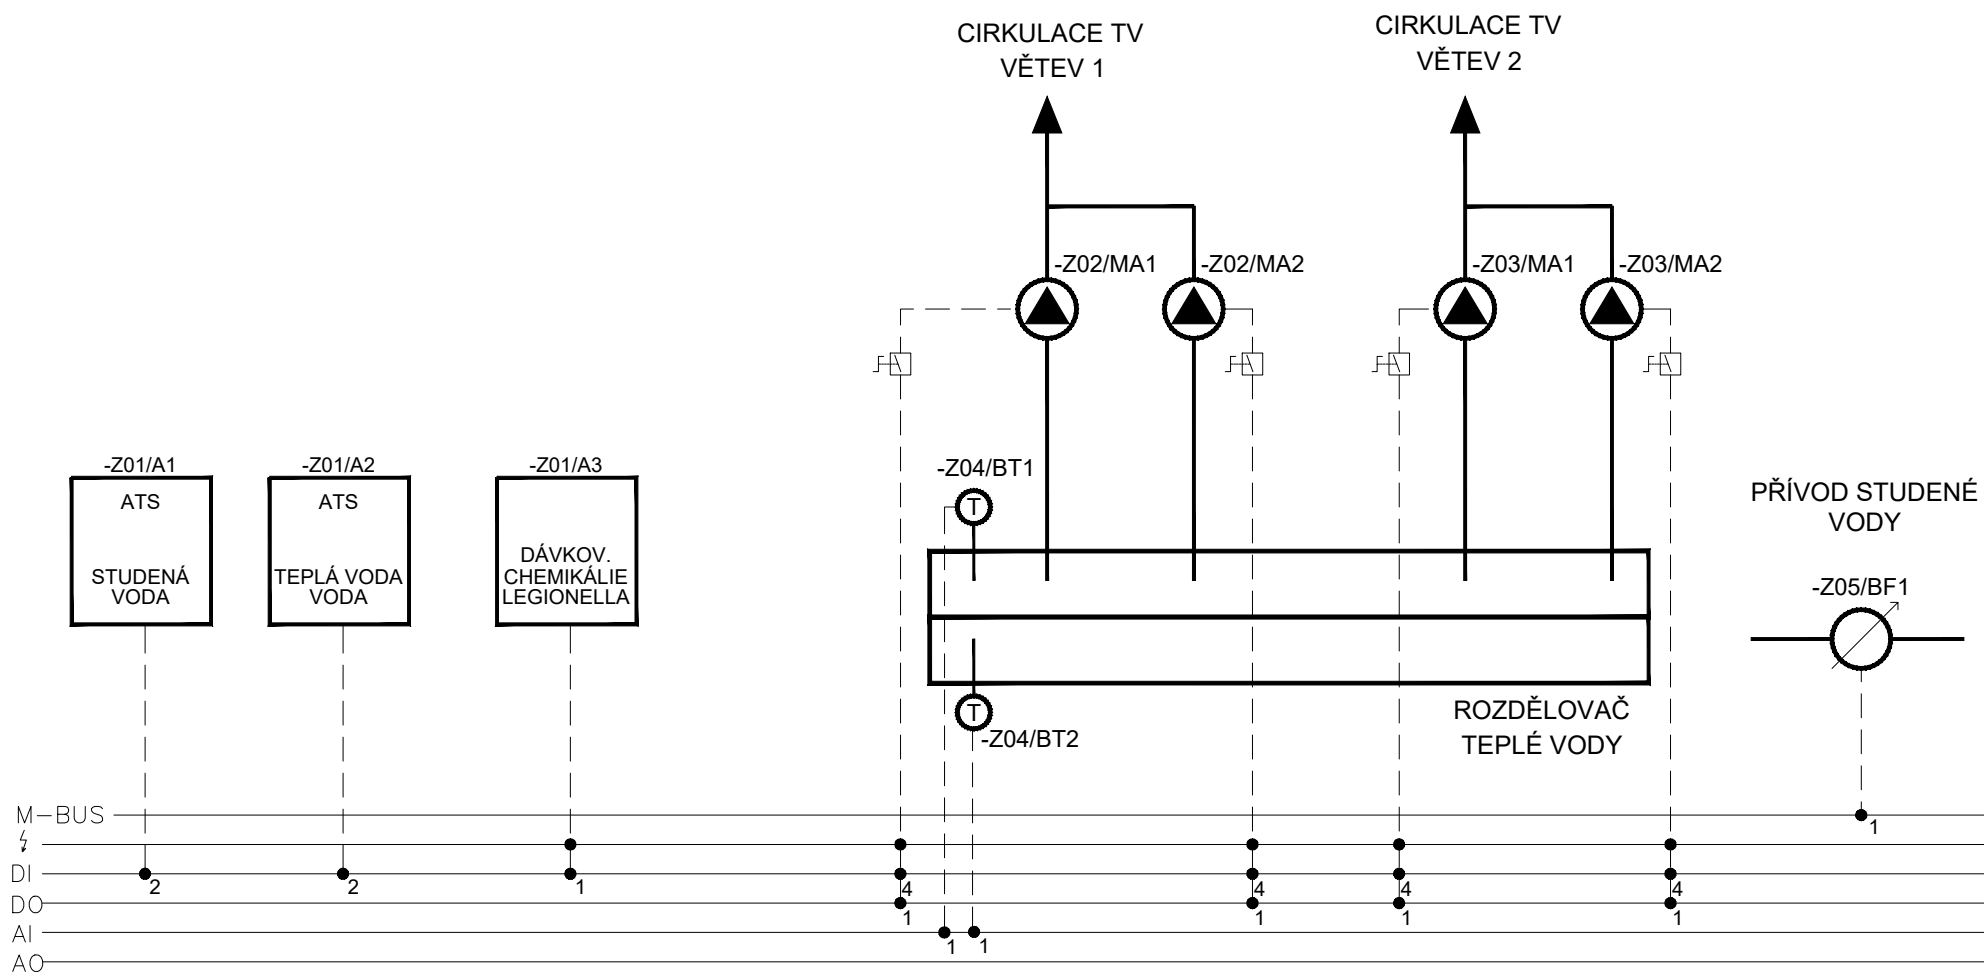 CIRKULACE TV
VĚTEV 1
CIRKULACE TV
VĚTEV 2
-Z02/MA1
-Z02/MA2
-Z03/MA1
-Z03/MA2
-Z01/A1
ATS
STUDENÁ
VODA
-Z01/A2
ATS
TEPLÁ VODA
VODA
-Z01/A3
DÁVKOV.
CHEMIKÁLIE
LEGIONELLA
-Z04/BT1
T
T
-Z04/BT2
ROZDĚLOVAČ
TEPLÉ VODY
PŘÍVOD STUDENÉ
VODY
-Z05/BF1
M-BUS
1
DI
2
2
1
4
4
4
4
DO
1
1
1
1
AI
1
1
AO